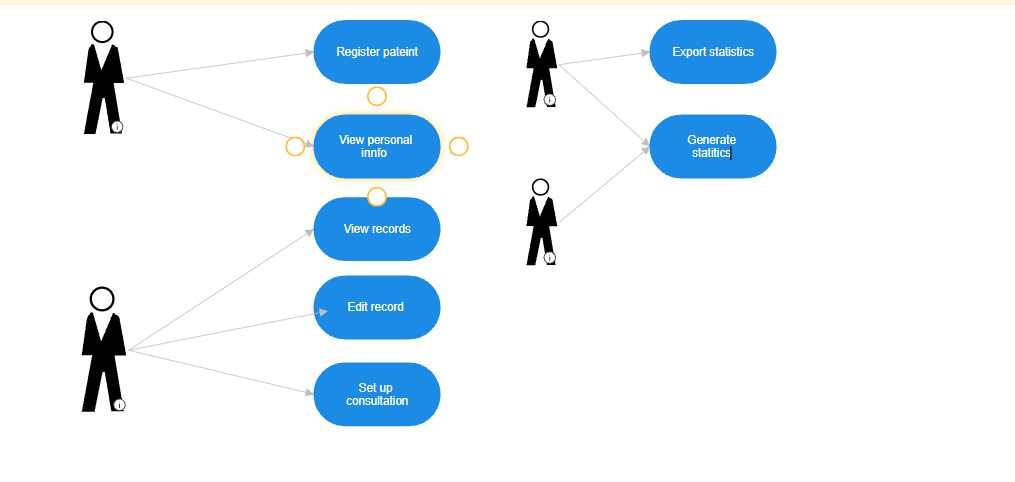 Register pateint
View personal
innfo
View records
Edit record
Set up
consultation
Export statistics
Generate
statitics